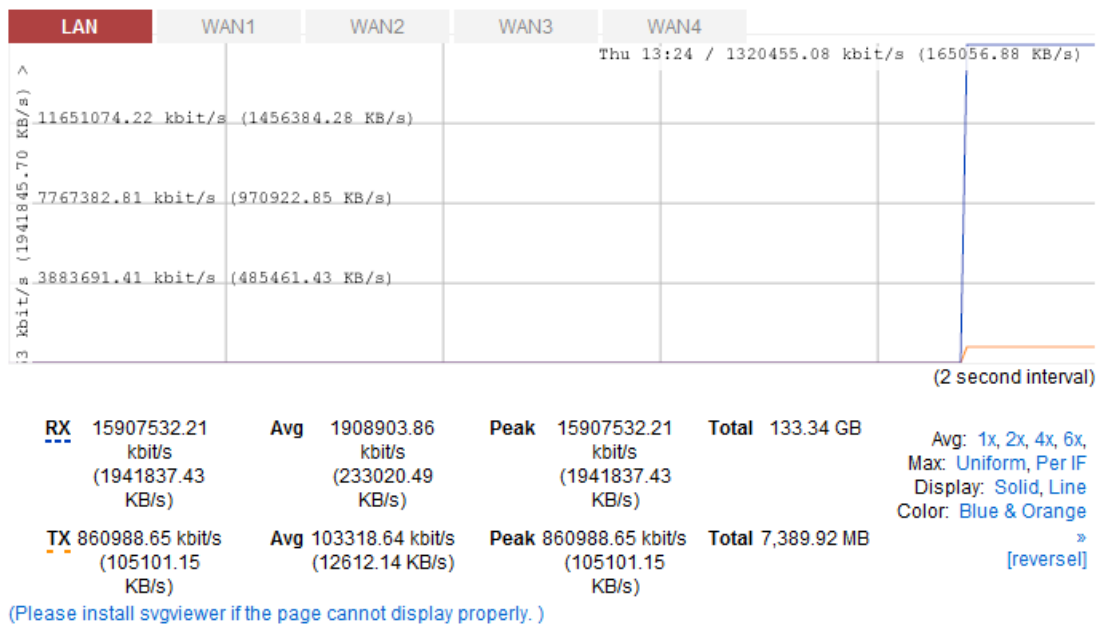 LAN WAN1 WAN2 WAN3 WAN4
Thu 13:24 / 1320455.08 kbit/s (165056.88 KB/s)
11651074.22 kbit/s (1456384.28 KB/s)
7767382.81 kbit/s (970922.85 KB/s)
3883691.41 kbit/s (485461.43 KB/s)
kbit/s (1941845.70 KB/s) >
(2 second interval)
RX 15907532.21 kbit/s (1941837.43 KB/s)
Avg 1908903.86 kbit/s (233020.49 KB/s)
Peak 15907532.21 kbit/s (1941837.43 KB/s)
Total 133.34 GB
TX 860988.65 kbit/s (105101.15 KB/s)
Avg 103318.64 kbit/s (12612.14 KB/s)
Peak 860988.65 kbit/s (105101.15 KB/s)
Total 7,389.92 MB
Avg: 1x, 2x, 4x, 6x,
Max: Uniform, Per IF
Display: Solid, Line
Color: Blue & Orange
»
[reverse]
(Please install svgviewer if the page cannot display properly. )